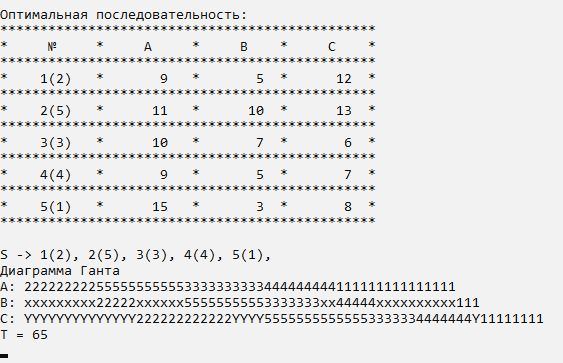 Оптимальная последовательность:
***********************************************
*     №     *     A     *     B    *     C    *
***********************************************
*    1(2)   *       9   *       5  *      12  *
***********************************************
*    2(5)   *      11   *      10  *      13  *
***********************************************
*    3(3)   *      10   *       7  *       6  *
***********************************************
*    4(4)   *       9   *       5  *       7  *
***********************************************
*    5(1)   *      15   *       3  *       8  *
***********************************************
S -> 1(2), 2(5), 3(3), 4(4), 5(1),
Диаграмма Ганта
A: 222222222555555555553333333333444444444111111111111111
B: xxxxxxxxx22222xxxxxx55555555553333333xx44444xxxxxxxxxx111
C: YYYYYYYYYYYYYY222222222222YYYY55555555555553333334444444Y11111111
T = 65